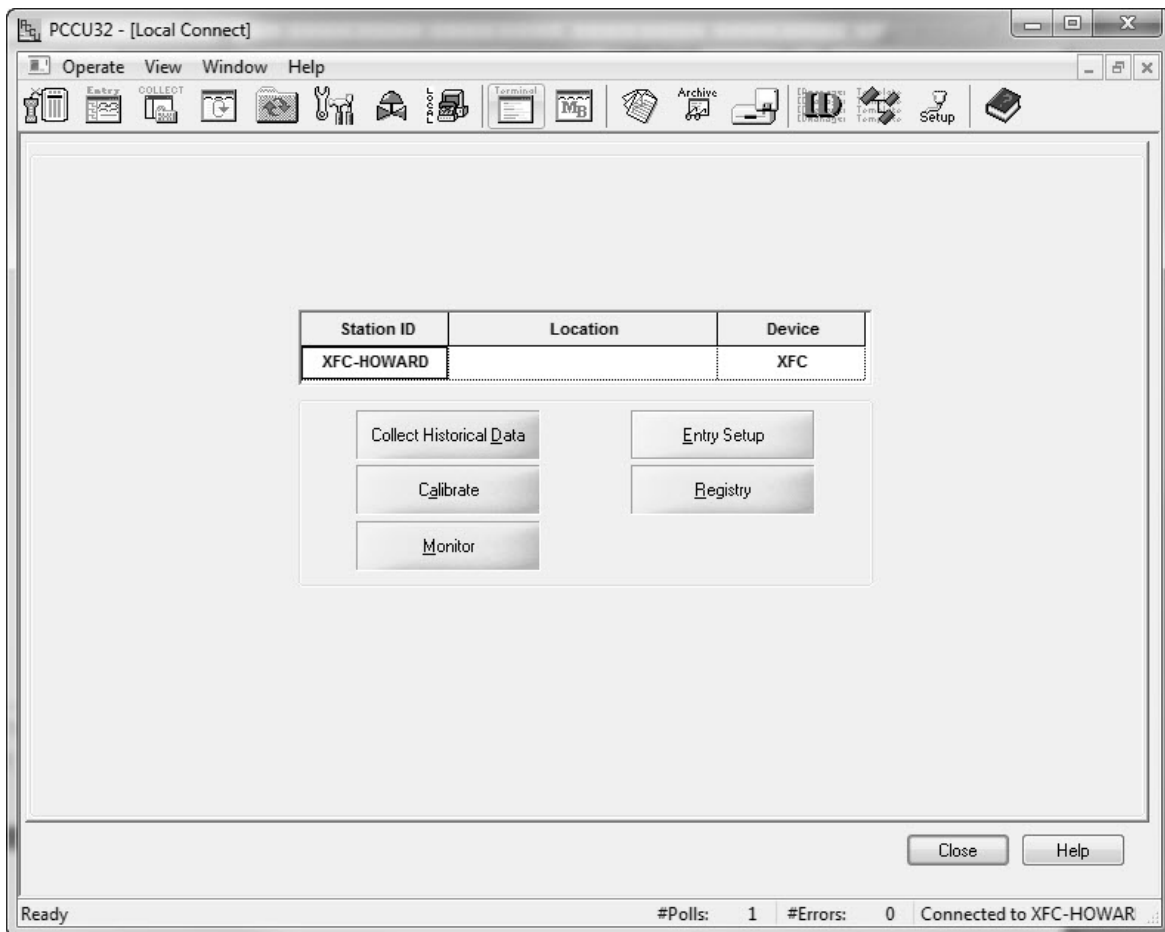 PCCU32 - [Local Connect]
Operate View Window Help
Entry COLLECT LOCAL Terminal MB Archive Setup
Station ID Location Device
XFC-HOWARD XFC
Collect Historical Data Entry Setup
Calibrate Registry
Monitor
Close Help
Ready #Polls: 1 #Errors: 0 Connected to XFC-HOWAR